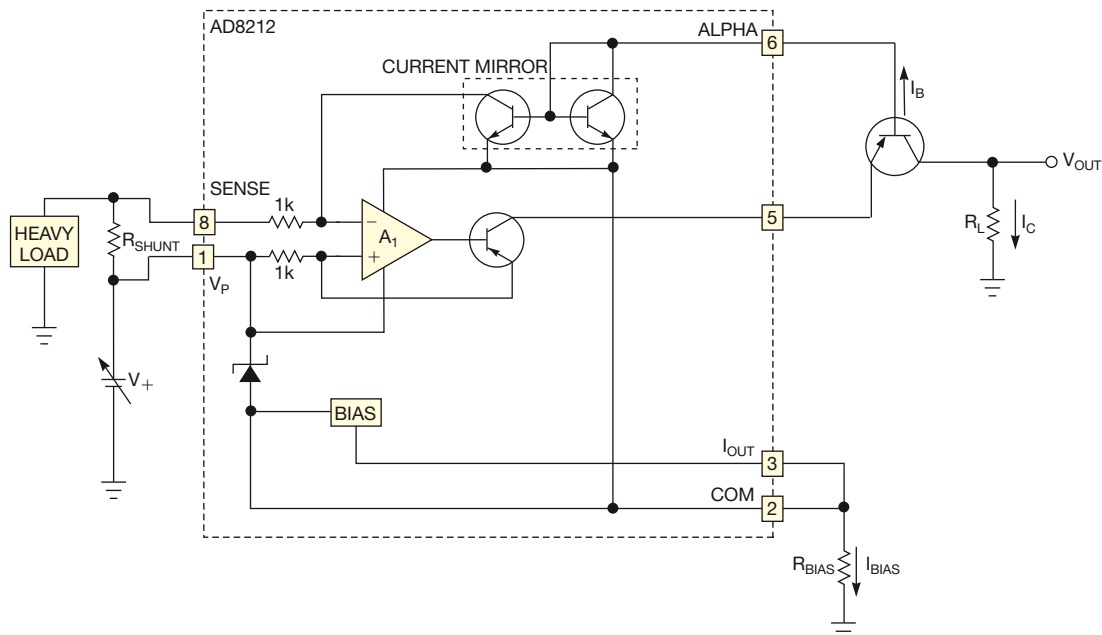 AD8212
ALPHA
6
CURRENT MIRROR
I_B
V_OUT
SENSE
8
1k
A_1
−
+
5
R_L
I_C
HEAVY
LOAD
R_SHUNT
1
V_P
1k
V_+
BIAS
I_OUT
3
COM
2
R_BIAS
I_BIAS